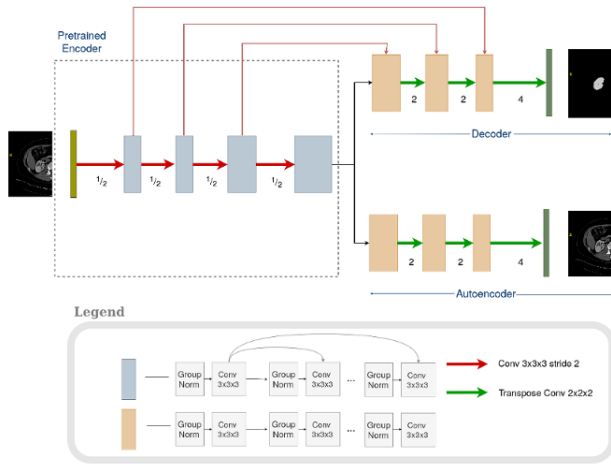 Pretrained
Encoder
2 2 4
Decoder
1/2 1/2 1/2 1/2
2 2 4
Autoencoder
Legend
Group Norm Conv 3x3x3 Group Norm Conv 3x3x3 ... Group Norm Conv 3x3x3
Conv 3x3x3 stride 2
Transpose Conv 2x2x2
Group Norm Conv 3x3x3 Group Norm Conv 3x3x3 ... Group Norm Conv 3x3x3